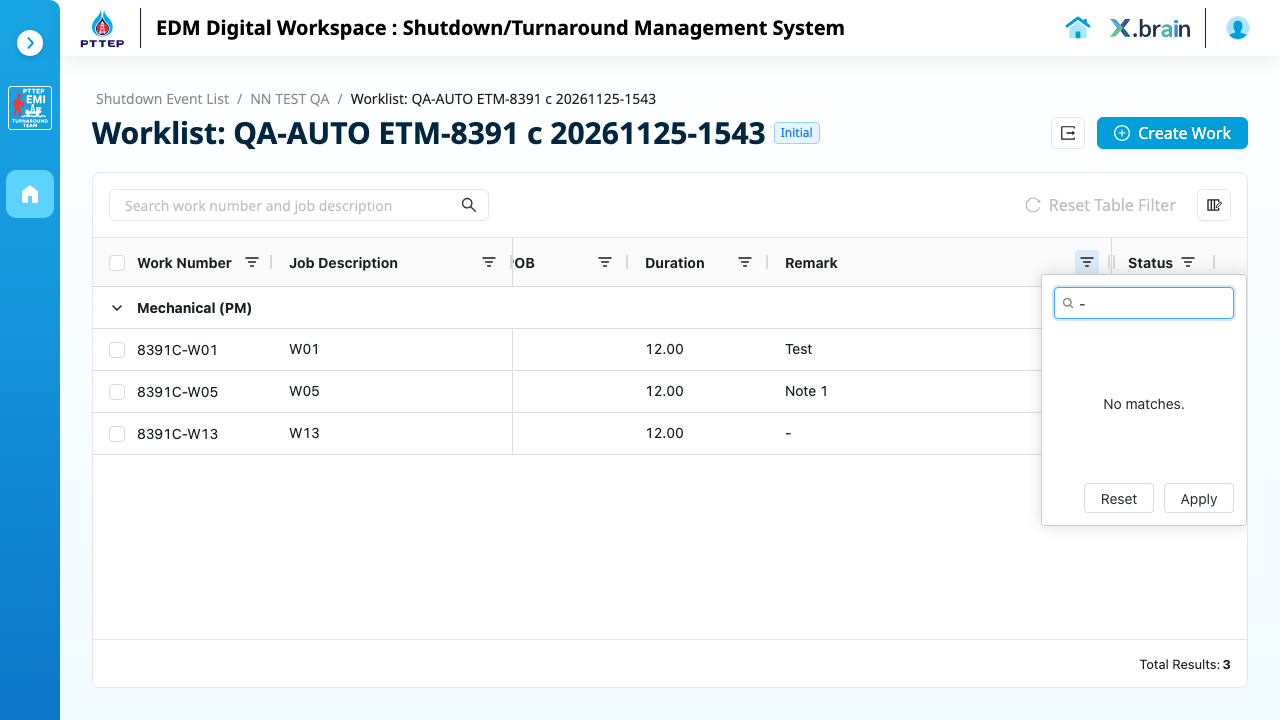 PTTEP
EDM Digital Workspace : Shutdown/Turnaround Management System
X.brain
PTTEP
EMI
TURNAROUND
TEAM
Shutdown Event List / NN TEST QA / Worklist: QA-AUTO ETM-8391 c 20261125-1543
Worklist: QA-AUTO ETM-8391 c 20261125-1543 Initial
Create Work
Search work number and job description
Reset Table Filter
Work Number Job Description POB Duration Remark Status
Mechanical (PM)
8391C-W01 W01 12.00 Test
8391C-W05 W05 12.00 Note 1
8391C-W13 W13 12.00 -
-
No matches.
Reset Apply
Total Results: 3